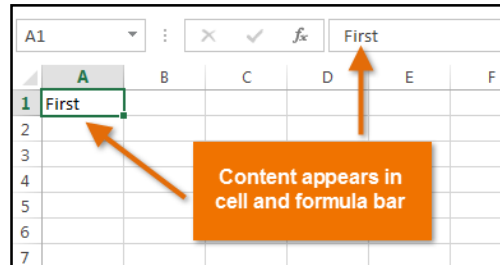 A1 fx First
A B C D E F
1 First
2
3
4
5
6
7
Content appears in
cell and formula bar